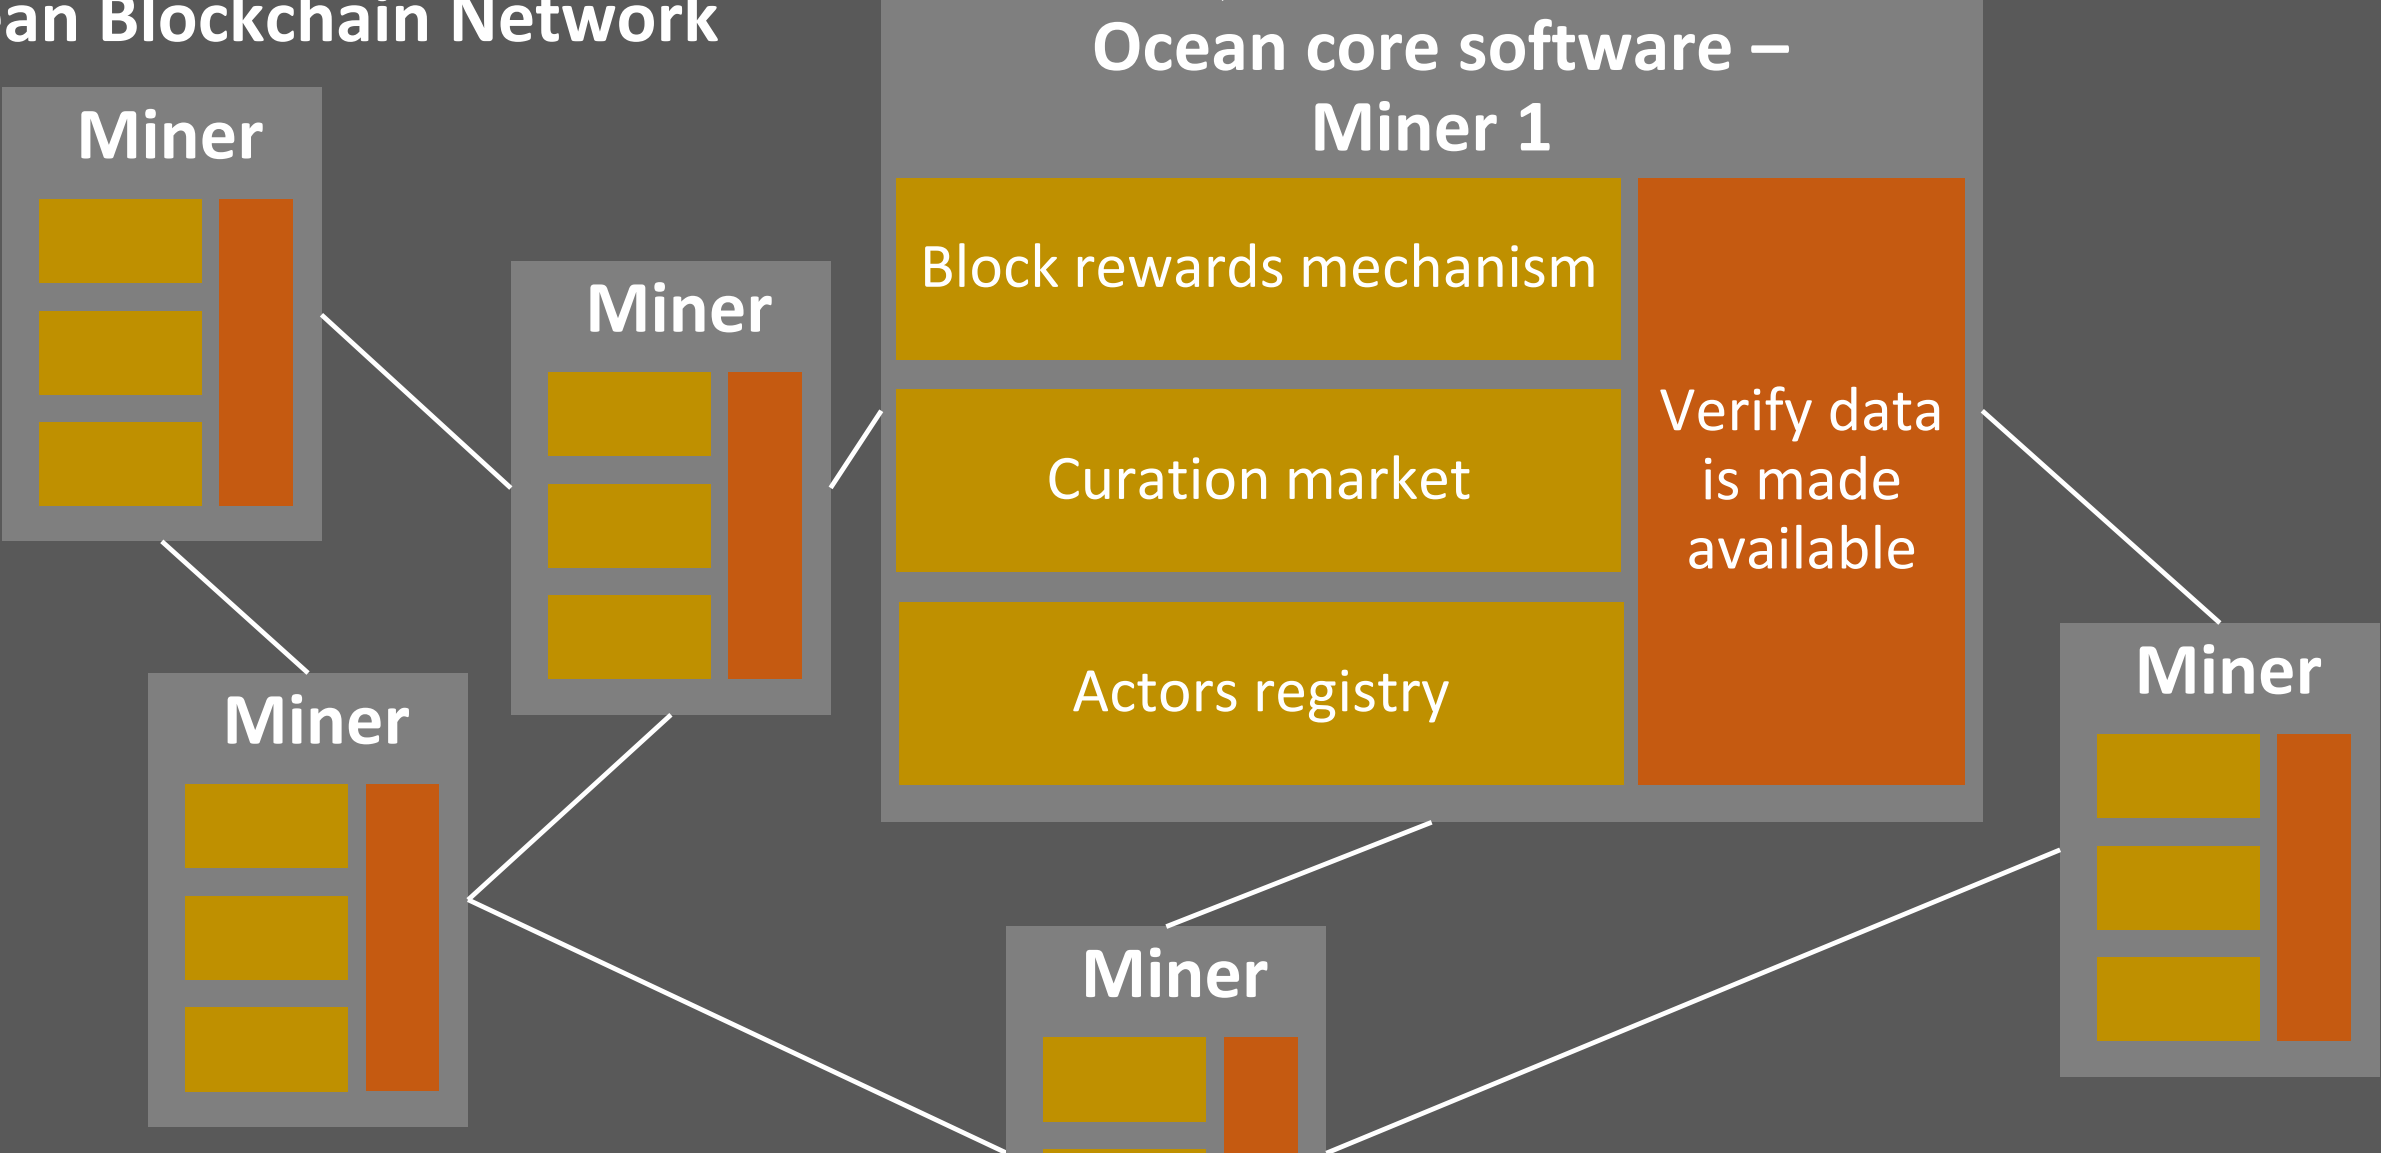 an Blockchain Network
Ocean core software –
Miner 1
Miner
Block rewards mechanism
Miner
Verify data
is made
available
Curation market
Miner
Actors registry
Miner
Miner